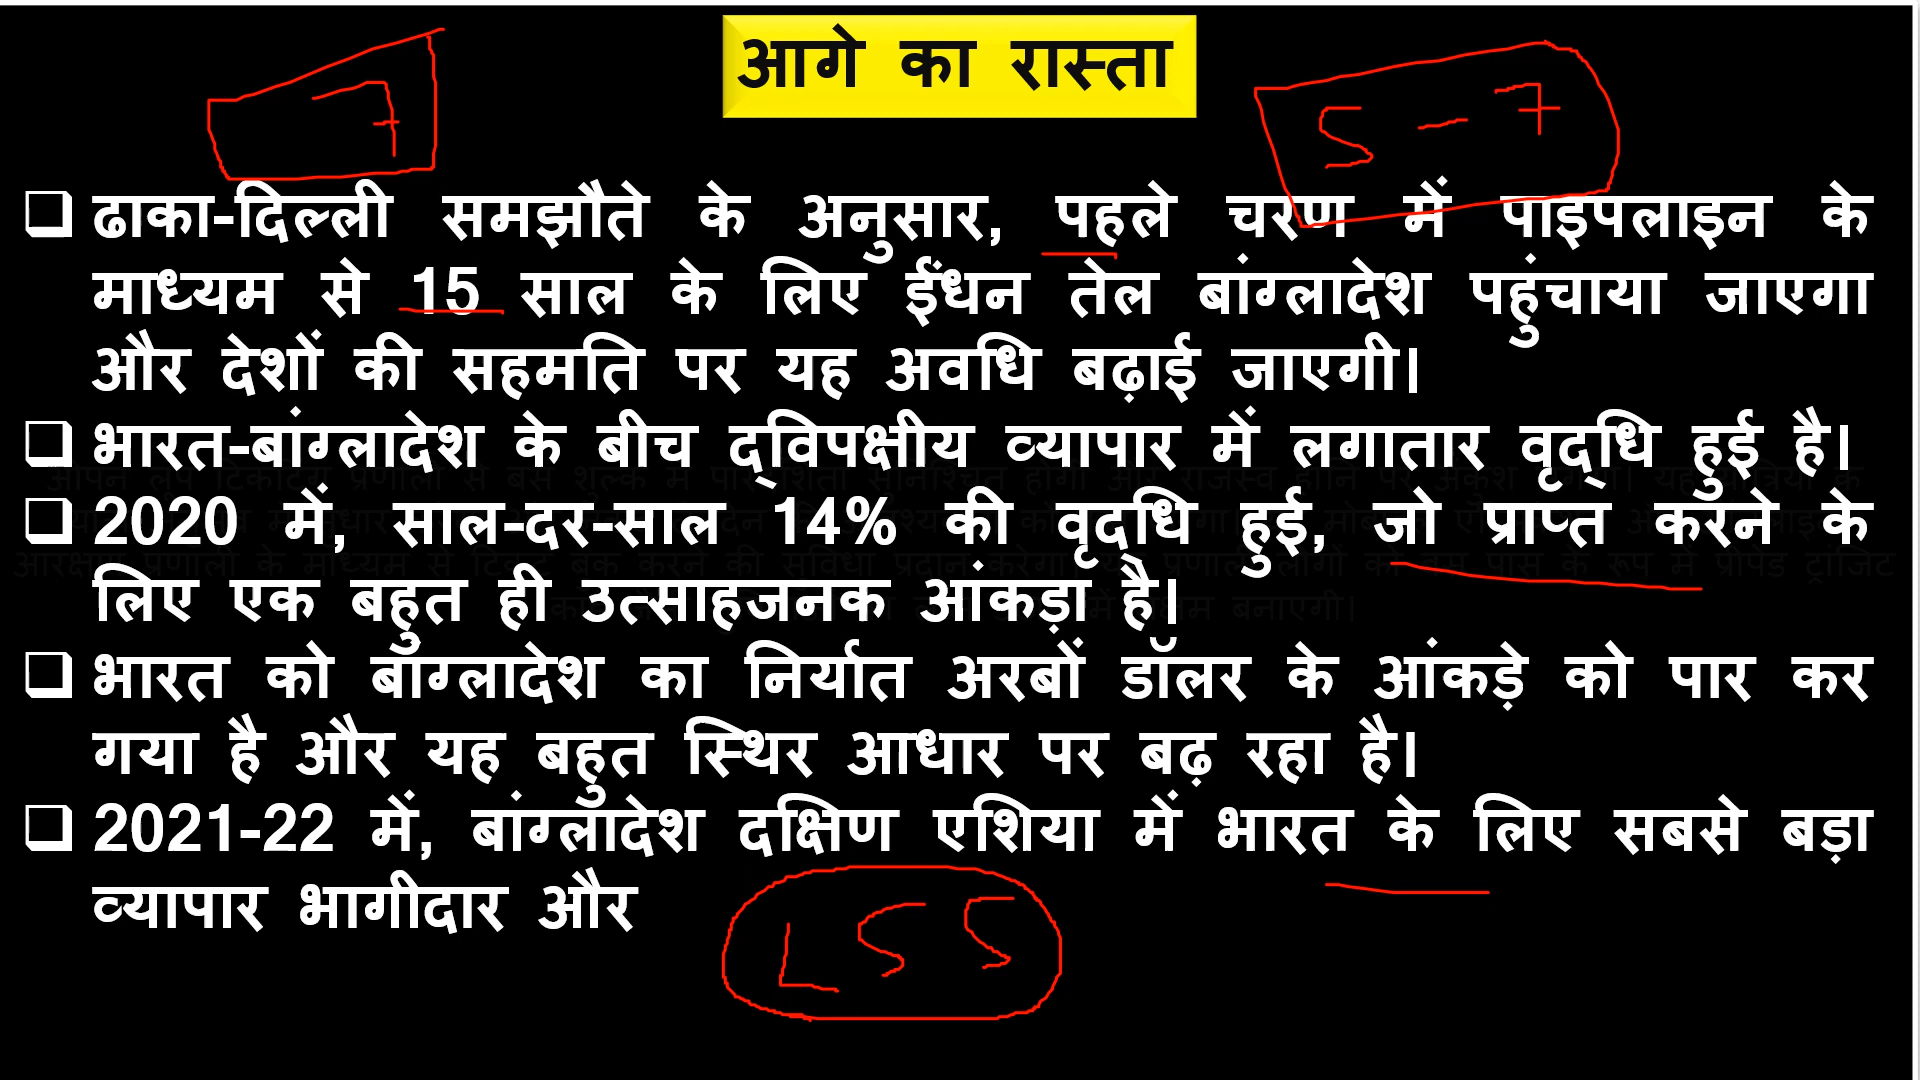 आगे का रास्ता
7
5 - 7
❑ ढाका-दिल्ली समझौते के अनुसार, पहले चरण में पाइपलाइन के
माध्यम से 15 साल के लिए ईंधन तेल बांग्लादेश पहुंचाया जाएगा
और देशों की सहमति पर यह अवधि बढ़ाई जाएगी।
❑ भारत-बांग्लादेश के बीच द्विपक्षीय व्यापार में लगातार वृद्धि हुई है।
❑ 2020 में, साल-दर-साल 14% की वृद्धि हुई, जो प्राप्त करने के
लिए एक बहुत ही उत्साहजनक आंकड़ा है।
❑ भारत को बांग्लादेश का निर्यात अरबों डॉलर के आंकड़े को पार कर
गया है और यह बहुत स्थिर आधार पर बढ़ रहा है।
❑ 2021-22 में, बांग्लादेश दक्षिण एशिया में भारत के लिए सबसे बड़ा
व्यापार भागीदार और
LSS